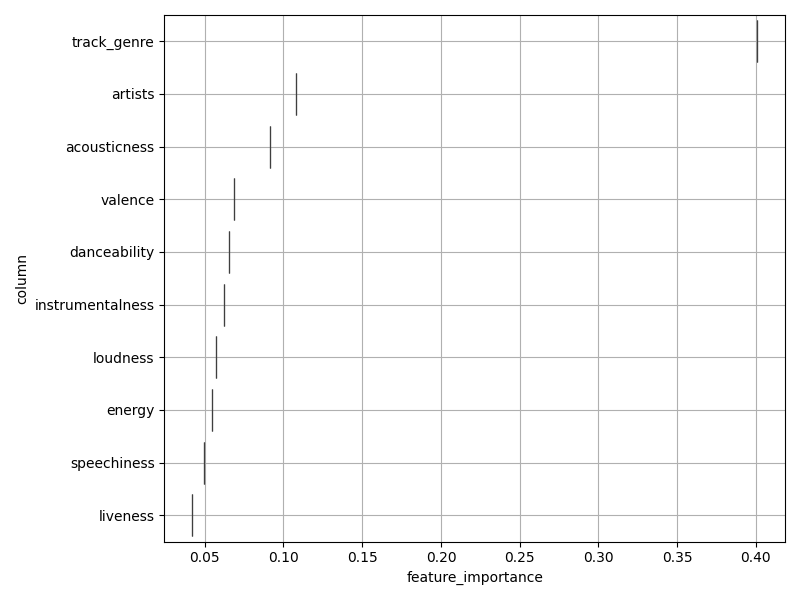 track_genre
artists
acousticness
valence
danceability
instrumentalness
loudness
energy
speechiness
liveness
column
0.05 0.10 0.15 0.20 0.25 0.30 0.35 0.40
feature_importance